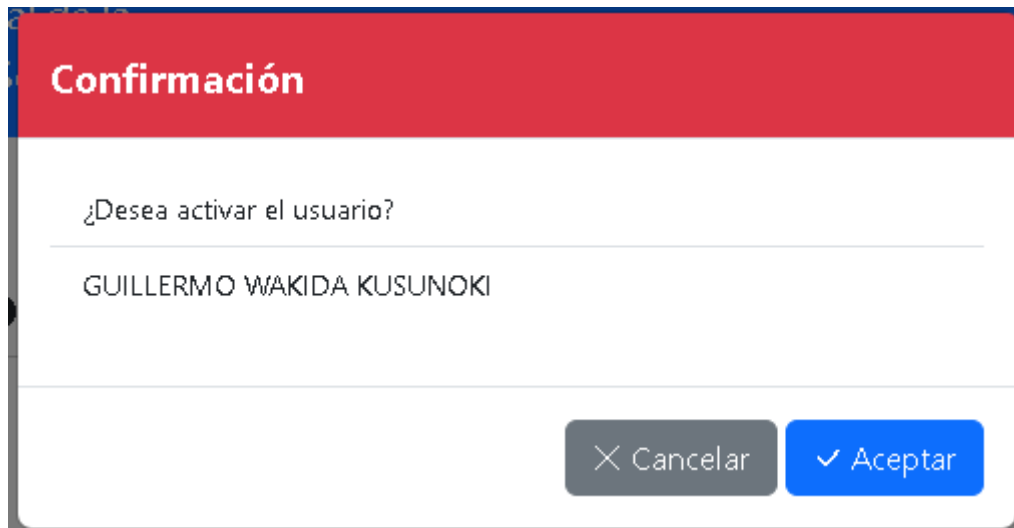 Confirmación
¿Desea activar el usuario?
GUILLERMO WAKIDA KUSUNOKI
Cancelar
Aceptar